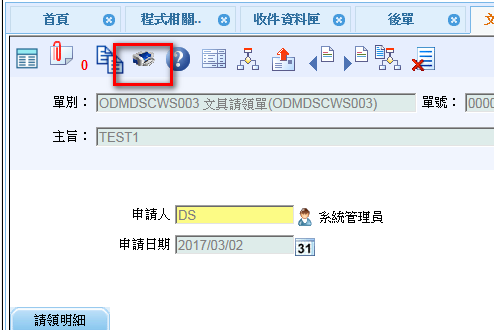 首頁 程式相關.. 收件資料匣 後單
0
單別： ODMDSCWS003 文具請領單(ODMDSCWS003) 單號： 0000
主旨： TEST1
申請人 DS 系統管理員
申請日期 2017/03/02 31
請領明細